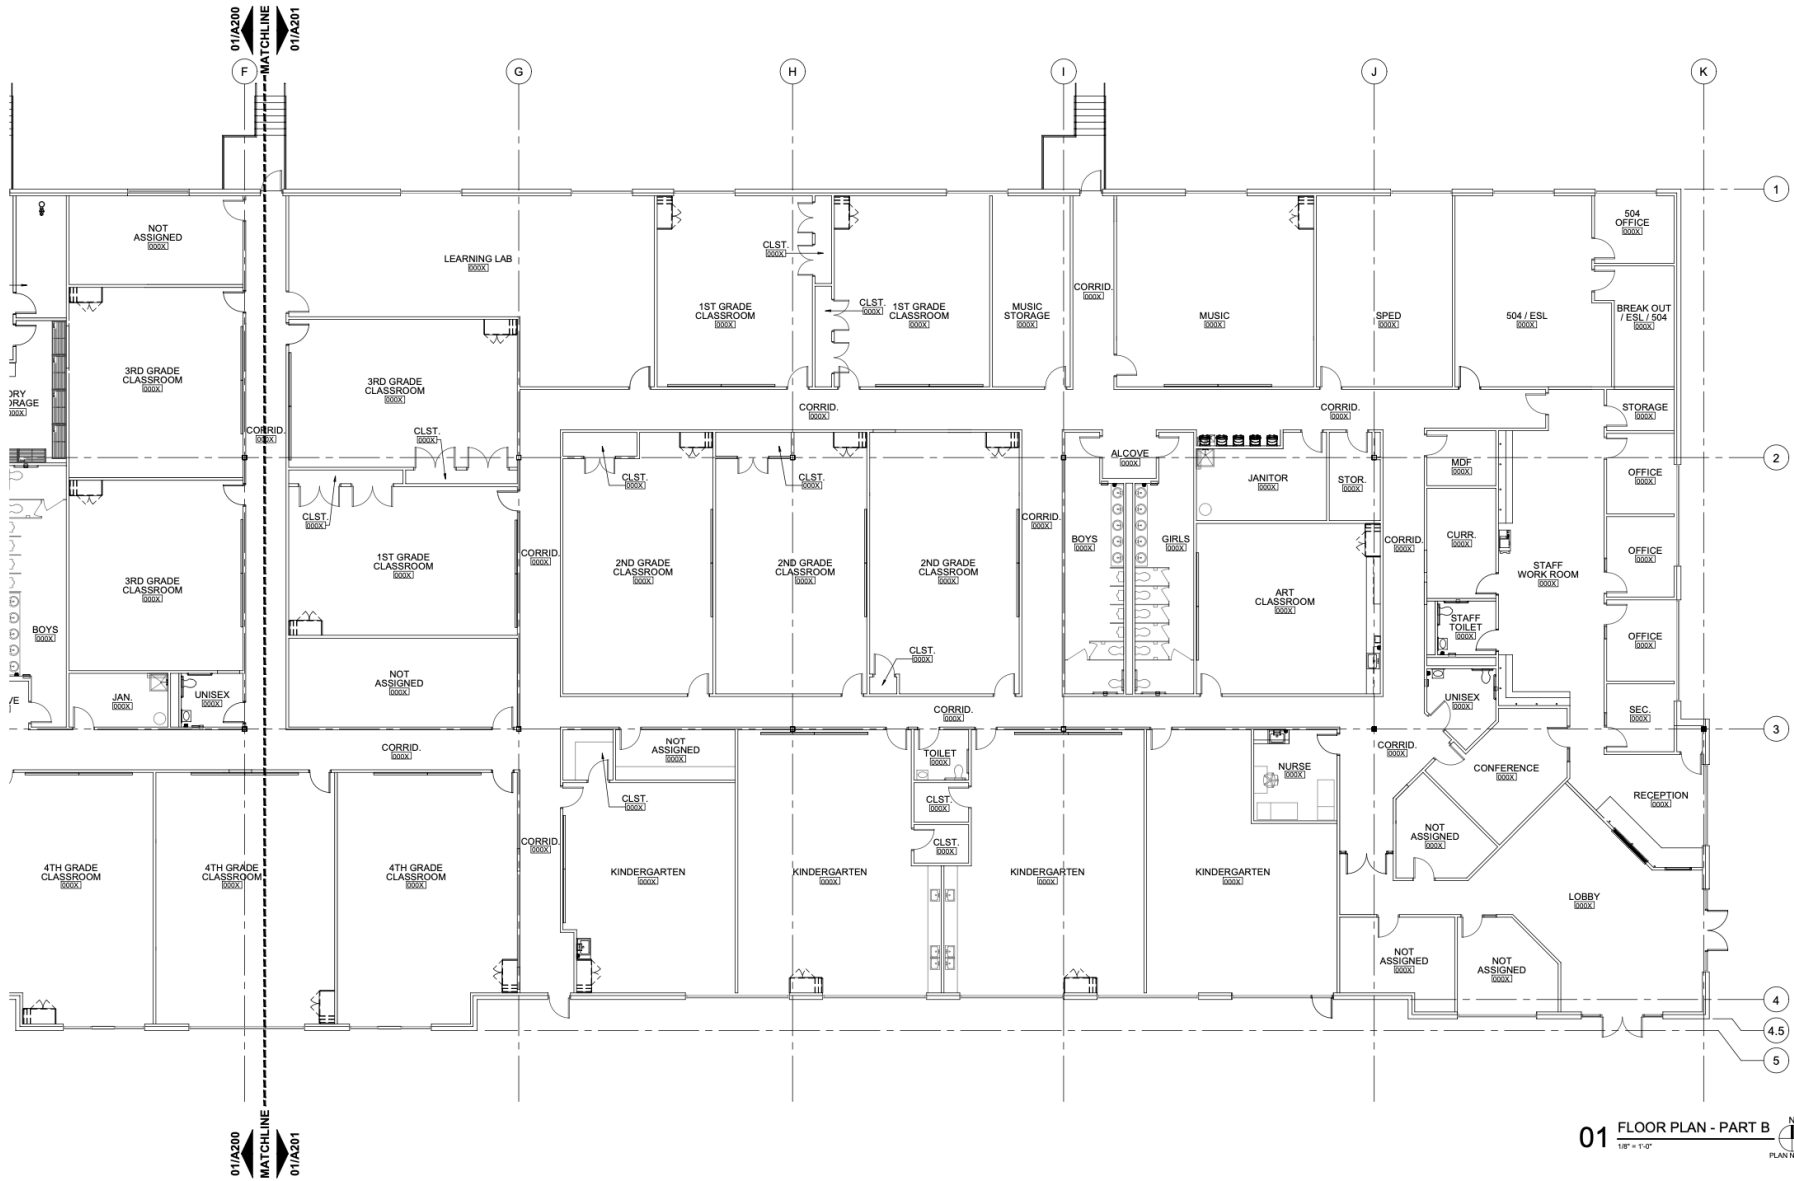 01/A200
MATCHLINE
01/A201
F
G
H
I
J
K
1
NOT
ASSIGNED
000X
LEARNING LAB
000X
CLST.
000X
504
OFFICE
000X
1ST GRADE
CLASSROOM
000X
CLST.
000X
1ST GRADE
CLASSROOM
000X
MUSIC
STORAGE
000X
CORRID.
000X
MUSIC
000X
SPED
000X
504 / ESL
000X
BREAK OUT
/ ESL / 504
000X
3RD GRADE
CLASSROOM
000X
3RD GRADE
CLASSROOM
000X
ORY
ORAGE
000X
CORRID.
000X
CLST.
000X
CORRID.
000X
CORRID.
000X
STORAGE
000X
2
ALCOVE
000X
MDF
000X
OFFICE
000X
CLST.
000X
CLST.
000X
JANITOR
000X
STOR.
000X
CLST.
000X
CORRID.
000X
1ST GRADE
CLASSROOM
000X
CORRID.
000X
BOYS
000X
GIRLS
000X
CORRID.
000X
CURR.
000X
OFFICE
000X
3RD GRADE
CLASSROOM
000X
2ND GRADE
CLASSROOM
000X
2ND GRADE
CLASSROOM
000X
2ND GRADE
CLASSROOM
000X
STAFF
WORK ROOM
000X
ART
CLASSROOM
000X
BOYS
000X
STAFF
TOILET
000X
OFFICE
000X
CLST.
000X
NOT
ASSIGNED
000X
VE
000X
JAN.
000X
UNISEX
000X
UNISEX
000X
CORRID.
000X
SEC.
000X
3
CORRID.
000X
NOT
ASSIGNED
000X
TOILET
000X
CORRID.
000X
NURSE
000X
CONFERENCE
000X
CLST.
000X
CLST.
000X
RECEPTION
000X
NOT
ASSIGNED
000X
CORRID.
000X
CLST.
000X
4TH GRADE
CLASSROOM
000X
4TH GRADE
CLASSROOM
000X
4TH GRADE
CLASSROOM
000X
KINDERGARTEN
000X
KINDERGARTEN
000X
KINDERGARTEN
000X
KINDERGARTEN
000X
LOBBY
000X
NOT
ASSIGNED
000X
NOT
ASSIGNED
000X
4
4.5
5
01/A200
MATCHLINE
01/A201
01
FLOOR PLAN - PART B
1/8" = 1'-0"
N
PLAN N